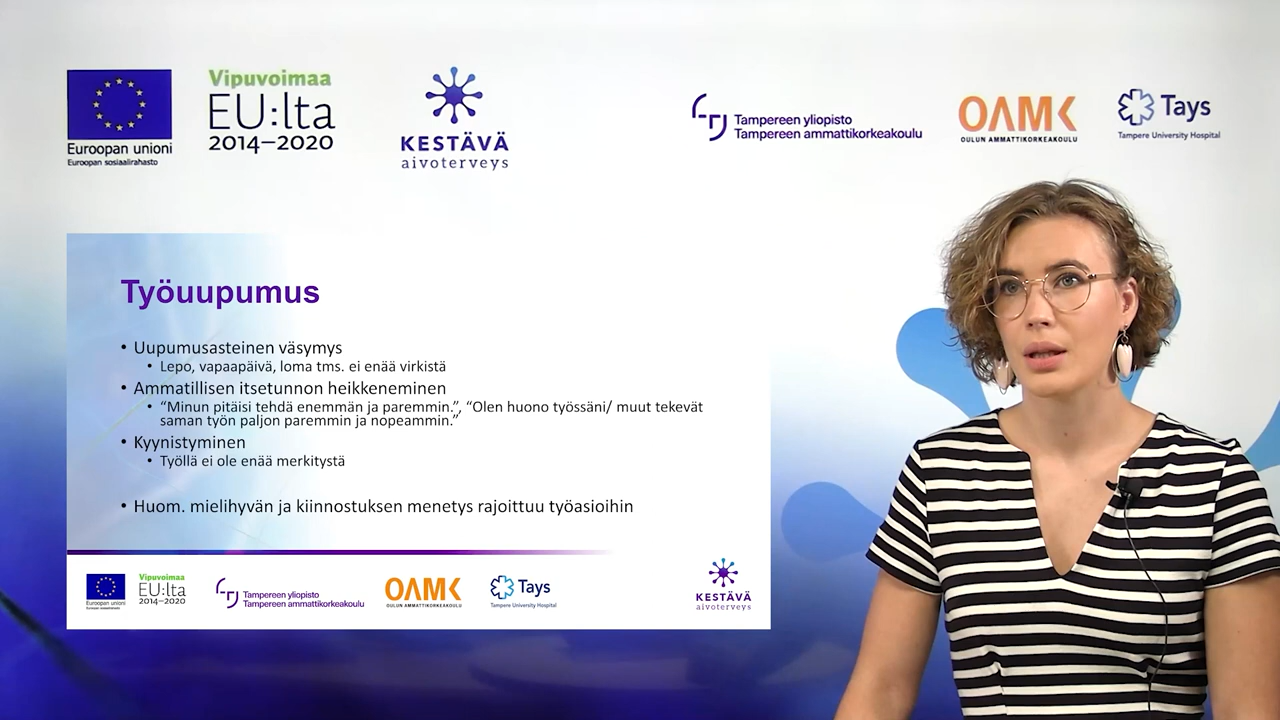 Euroopan unioni
Euroopan sosiaalirahasto
Vipuvoimaa
EU:lta
2014–2020
KESTÄVÄ
aivoterveys
Tampereen yliopisto
Tampereen ammattikorkeakoulu
OAMK
OULUN AMMATTIKORKEAKOULU
Tays
Tampere University Hospital
Työuupumus
• Uupumusasteinen väsymys
• Lepo, vapaapäivä, loma tms. ei enää virkistä
• Ammatillisen itsetunnon heikkeneminen
• “Minun pitäisi tehdä enemmän ja paremmin.”, “Olen huono työssäni/ muut tekevät
saman työn paljon paremmin ja nopeammin.”
• Kyynistyminen
• Työllä ei ole enää merkitystä
• Huom. mielihyvän ja kiinnostuksen menetys rajoittuu työasioihin
Euroopan unioni
Vipuvoimaa
EU:lta
2014–2020
Tampereen yliopisto
Tampereen ammattikorkeakoulu
OAMK
OULUN AMMATTIKORKEAKOULU
Tays
Tampere University Hospital
KESTÄVÄ
aivoterveys